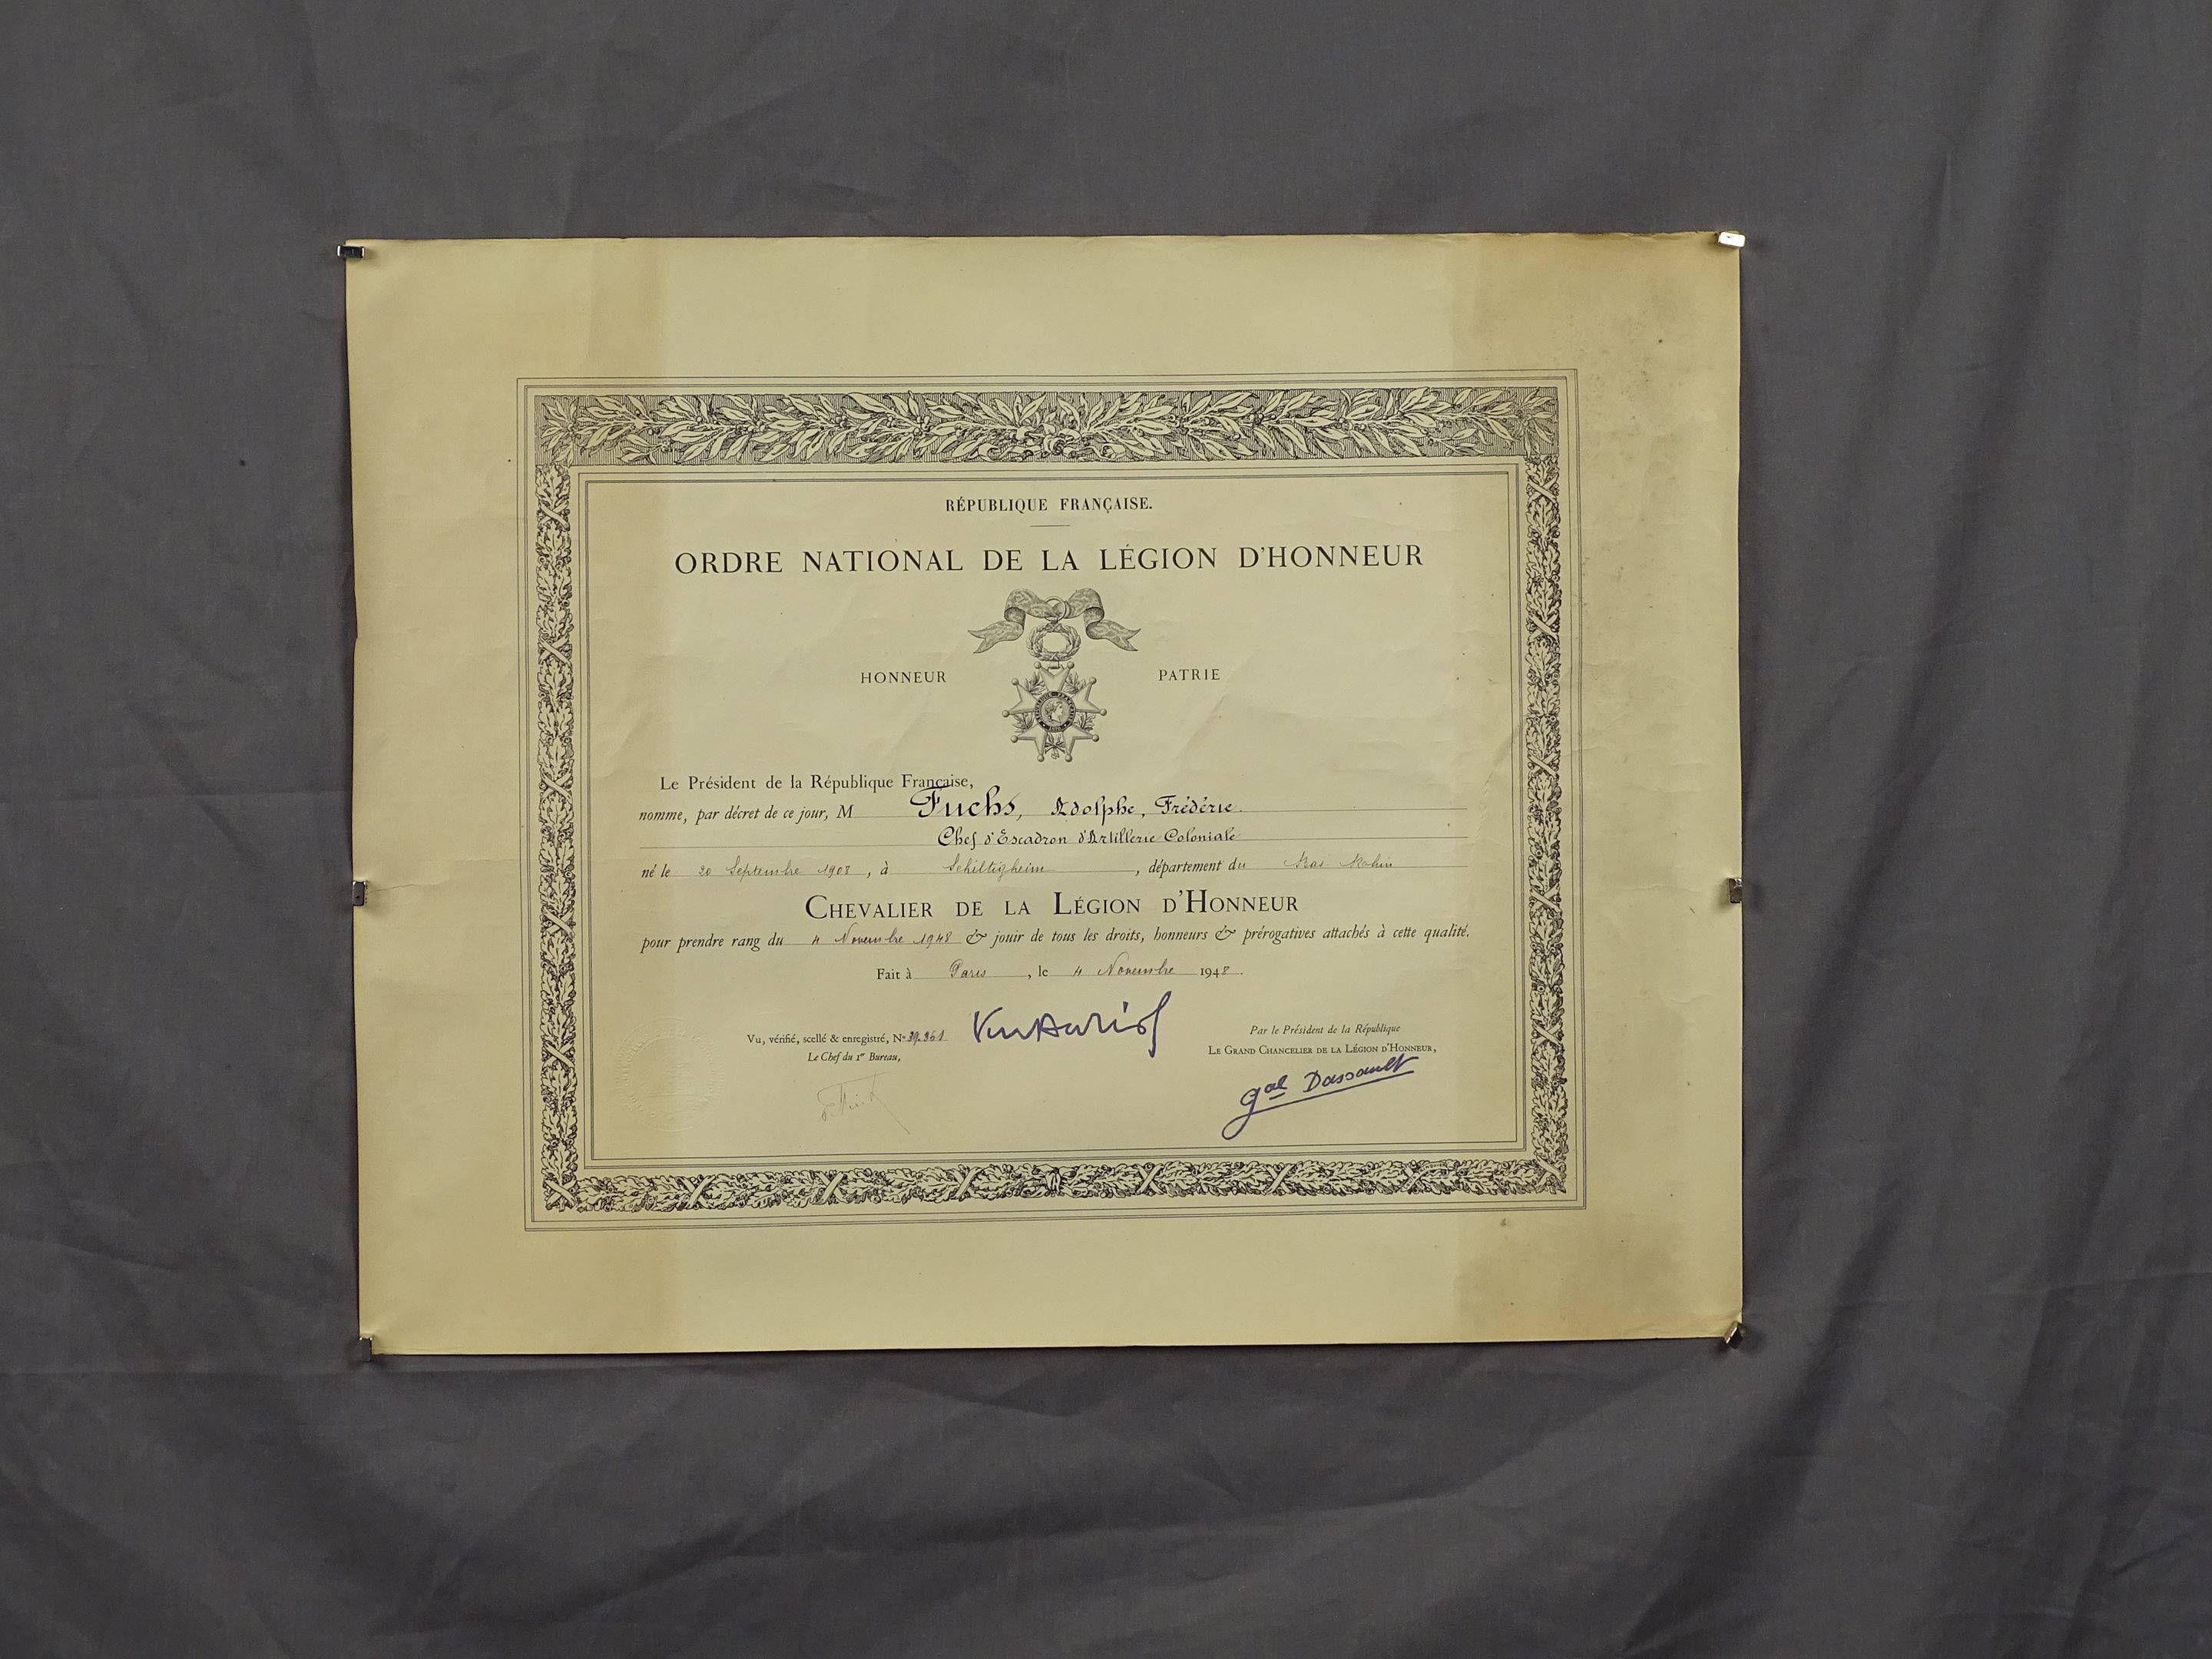 RÉPUBLIQUE FRANÇAISE.
ORDRE NATIONAL DE LA LÉGION D'HONNEUR
HONNEUR PATRIE
Le Président de la République Française,
nomme, par décret de ce jour, M Fuchs, Adolphe, Frédéric
Chef d'Escadron d'Artillerie Coloniale
né le 20 Septembre 1908, à Schiltigheim, département du Bas Rhin
CHEVALIER DE LA LÉGION D'HONNEUR
pour prendre rang du 4 Novembre 1948 & jouir de tous les droits, honneurs & prérogatives attachés à cette qualité.
Fait à Paris, le 4 Novembre 1948.
Vu, vérifié, scellé & enregistré, N°
Le Chef du 1er Bureau,
Par le Président de la République
LE GRAND CHANCELIER DE LA LÉGION D'HONNEUR,
gal Dassault